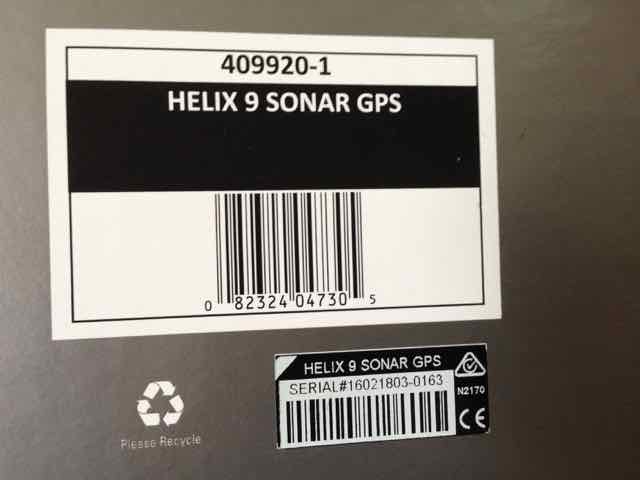 409920-1
HELIX 9 SONAR GPS
0 82324 04730 5
HELIX 9 SONAR GPS
SERIAL#16021803-0163
N2170
CE
Please Recycle